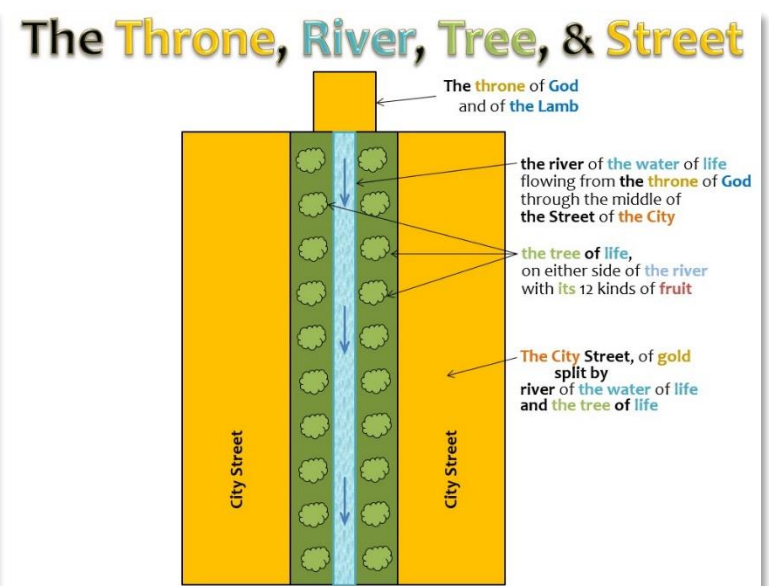 The Throne, River, Tree, & Street
The throne of God
and of the Lamb
the river of the water of life
flowing from the throne of God
through the middle of
the Street of the City
the tree of life,
on either side of the river
with its 12 kinds of fruit
The City Street, of gold
split by
river of the water of life
and the tree of life
City Street
City Street